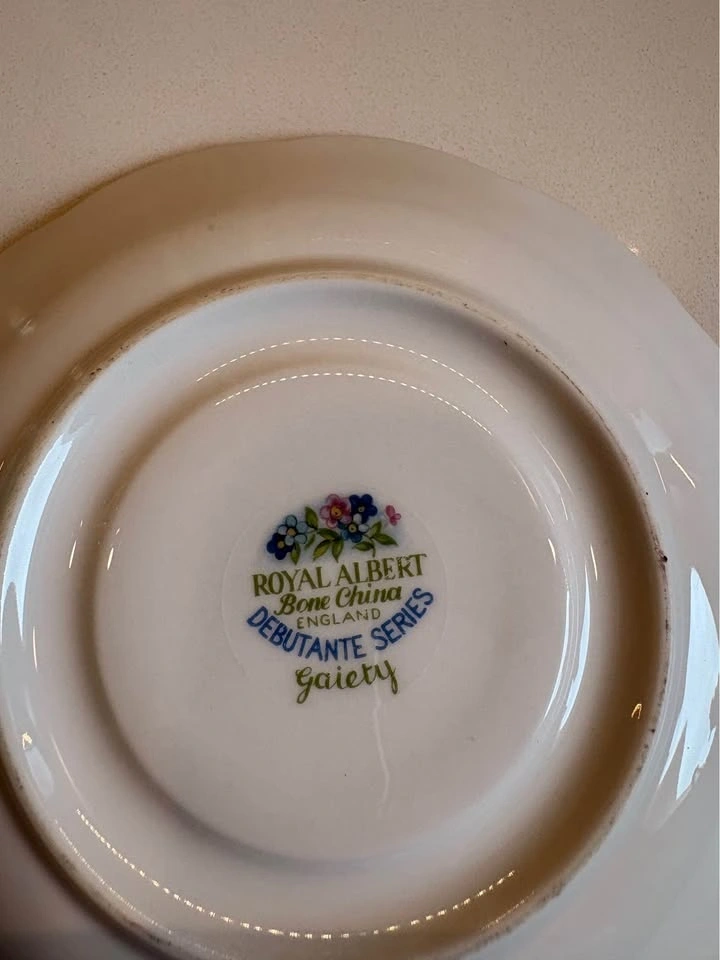 ROYAL ALBERT
Bone China
ENGLAND
DEBUTANTE SERIES
Gaiety